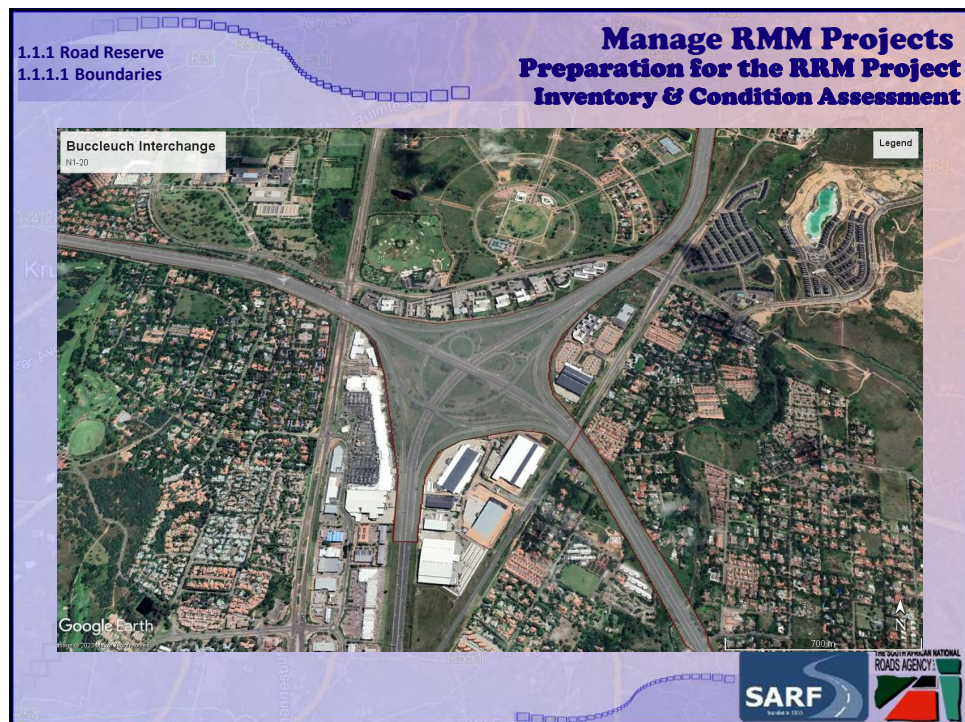 1.1.1 Road Reserve
1.1.1.1 Boundaries
Manage RMM Projects
Preparation for the RRM Project
Inventory & Condition Assessment
Buccleuch Interchange
N1-20
Legend
Google Earth
700 m
N
SARF
THE SOUTH AFRICAN NATIONAL
ROADS AGENCY